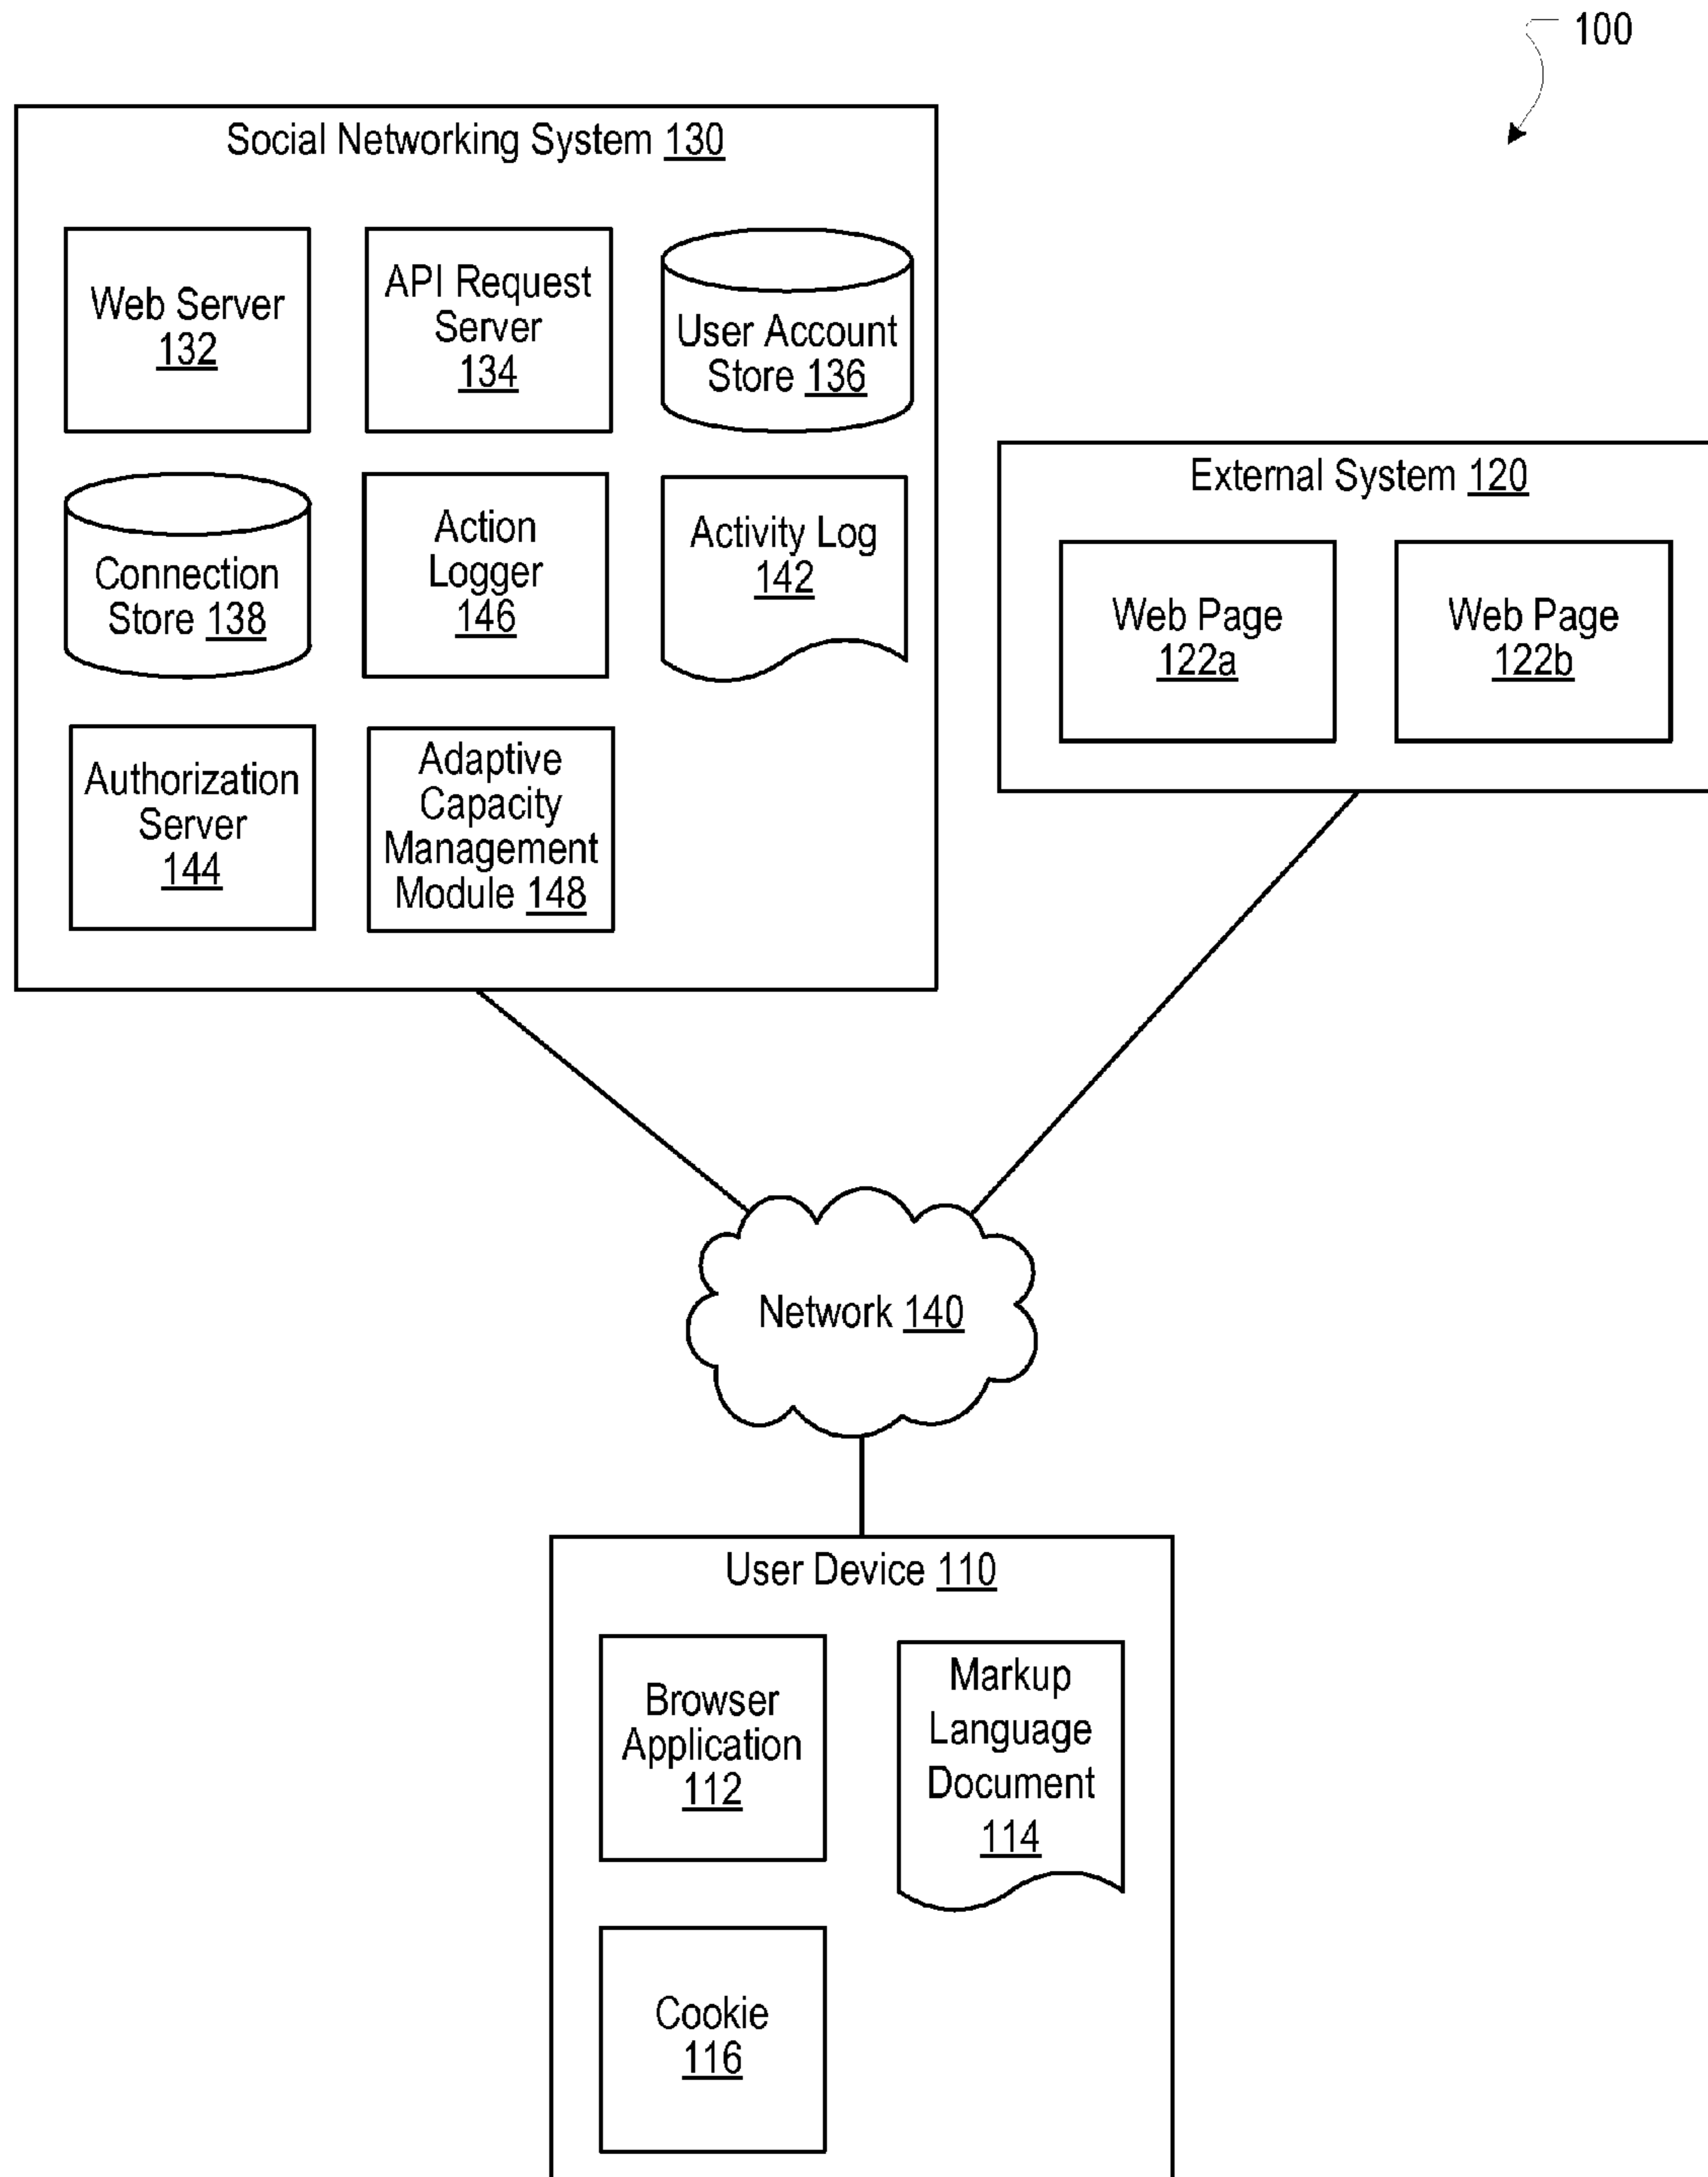 100
Social Networking System 130
Web Server
132
API Request
Server
134
User Account
Store 136
Connection
Store 138
Action
Logger
146
Activity Log
142
Authorization
Server
144
Adaptive
Capacity
Management
Module 148
External System 120
Web Page
122a
Web Page
122b
Network 140
User Device 110
Browser
Application
112
Markup
Language
Document
114
Cookie
116